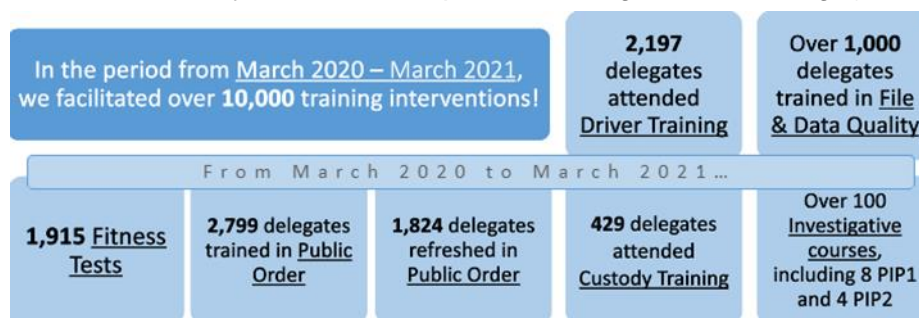 In the period from March 2020 – March 2021,
we facilitated over 10,000 training interventions!
2,197
delegates
attended
Driver Training
Over 1,000
delegates
trained in File
& Data Quality
From March 2020 to March 2021…
1,915 Fitness
Tests
2,799 delegates
trained in Public
Order
1,824 delegates
refreshed in
Public Order
429 delegates
attended
Custody Training
Over 100
Investigative
courses,
including 8 PIP1
and 4 PIP2